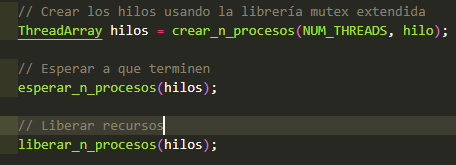 // Crear los hilos usando la librería mutex extendida
ThreadArray hilos = crear_n_procesos(NUM_THREADS, hilo);
// Esperar a que terminen
esperar_n_procesos(hilos);
// Liberar recursos
liberar_n_procesos(hilos);